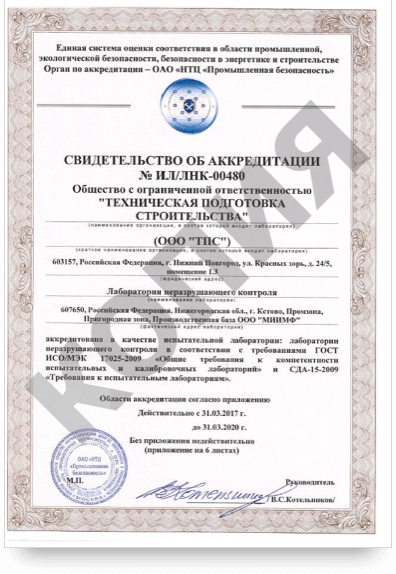 Единая система оценки соответствия в области промышленной,
экологической безопасности, безопасности в энергетике и строительстве
Орган по аккредитации – ОАО «НТЦ «Промышленная безопасность»
СВИДЕТЕЛЬСТВО ОБ АККРЕДИТАЦИИ
№ ИЛ/ЛНК-00480
Общество с ограниченной ответственностью
"ТЕХНИЧЕСКАЯ ПОДГОТОВКА
СТРОИТЕЛЬСТВА"
(наименование организации, в состав которой входит лаборатория)
(ООО "ТПС")
(краткое наименование организации, в состав которой входит лаборатория)
603157, Российская Федерация, г. Нижний Новгород, ул. Красных зорь, д. 24/5,
помещение 1.3
(юридический адрес)
Лаборатория неразрушающего контроля
(наименование лаборатории)
607650, Российская Федерация, Нижегородская обл., г. Кстово, Промзона,
Пригородная зона, Производственная база ООО "МИИМФ"
(фактический адрес лаборатории)
аккредитована в качестве испытательной лаборатории: лаборатории
неразрушающего контроля в соответствии с требованиями ГОСТ
ИСО/МЭК 17025-2009 «Общие требования к компетентности
испытательных и калибровочных лабораторий» и СДА-15-2009
«Требования к испытательным лабораториям».
Области аккредитации согласно приложению
Действительно с 31.03.2017 г.
до 31.03.2020 г.
Без приложения недействительно
(приложение на 6 листах)
ОАО «НТЦ
«Промышленная
безопасность»
МОСКВА
М.П.
Руководитель
/В.С.Котельников/
КОПИЯ